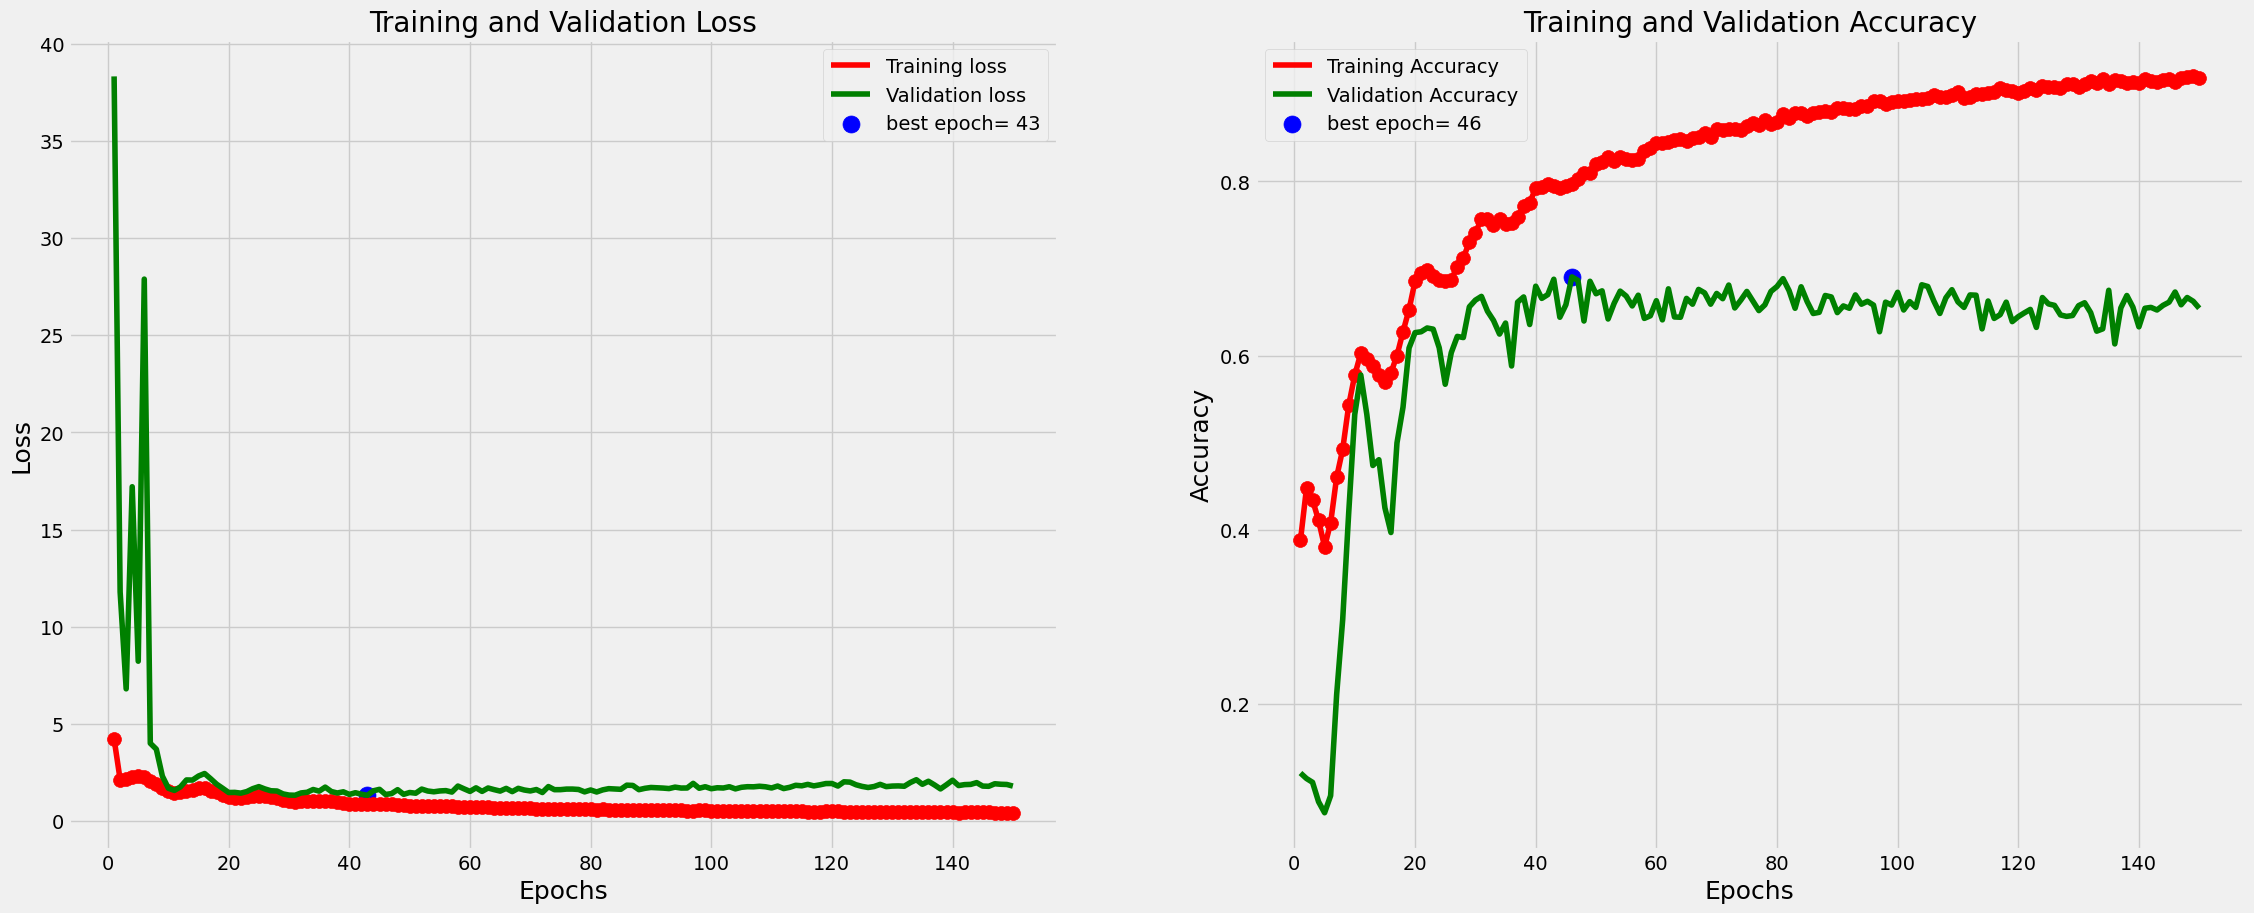 Training and Validation Loss
40
35
30
25
20
15
10
5
0
Loss
Training loss
Validation loss
best epoch= 43
0 20 40 60 80 100 120 140
Epochs
Training and Validation Accuracy
Training Accuracy
Validation Accuracy
best epoch= 46
0.8
0.6
0.4
0.2
Accuracy
0 20 40 60 80 100 120 140
Epochs